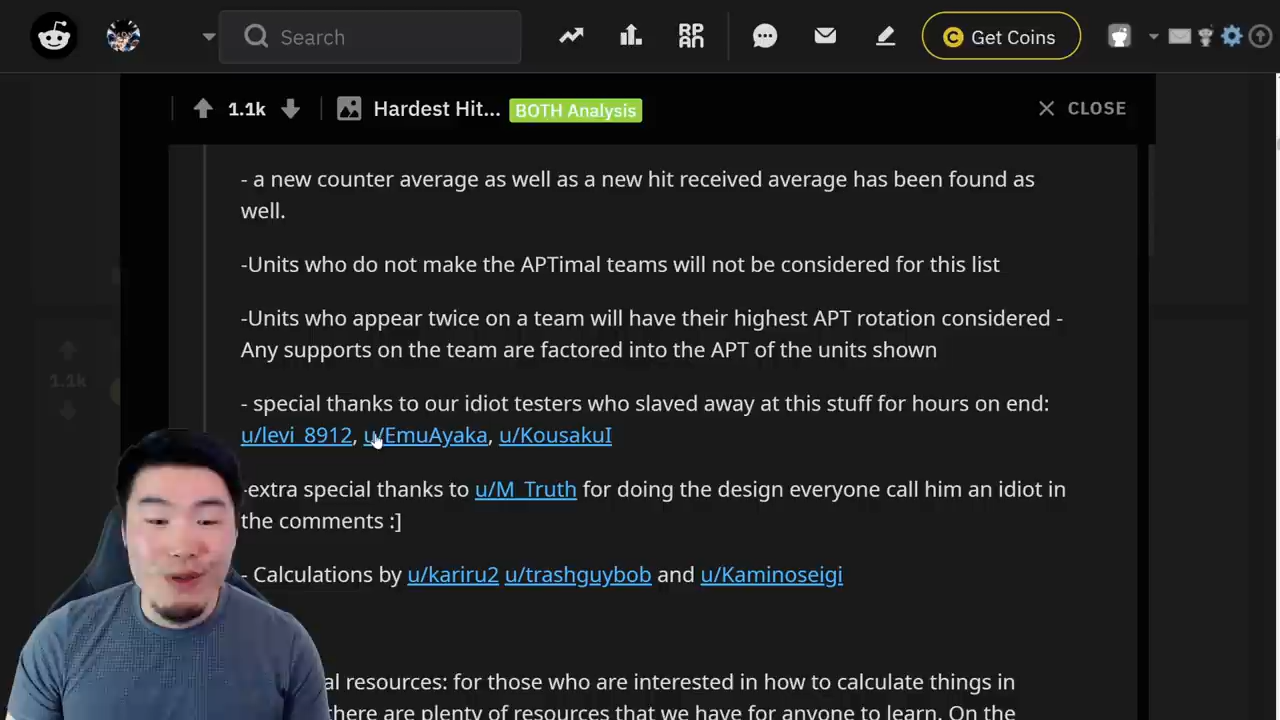 Search
RP
AN
C Get Coins
1.1k Hardest Hit... BOTH Analysis CLOSE
- a new counter average as well as a new hit received average has been found as
well.
-Units who do not make the APTimal teams will not be considered for this list
-Units who appear twice on a team will have their highest APT rotation considered -
Any supports on the team are factored into the APT of the units shown
1.1k
- special thanks to our idiot testers who slaved away at this stuff for hours on end:
u/levi_8912, u/EmuAyaka, u/KousakuI
-extra special thanks to u/M_Truth for doing the design everyone call him an idiot in
the comments :]
- Calculations by u/kariru2 u/trashguybob and u/Kaminoseigi
al resources: for those who are interested in how to calculate things in
there are plenty of resources that we have for anyone to learn. On the